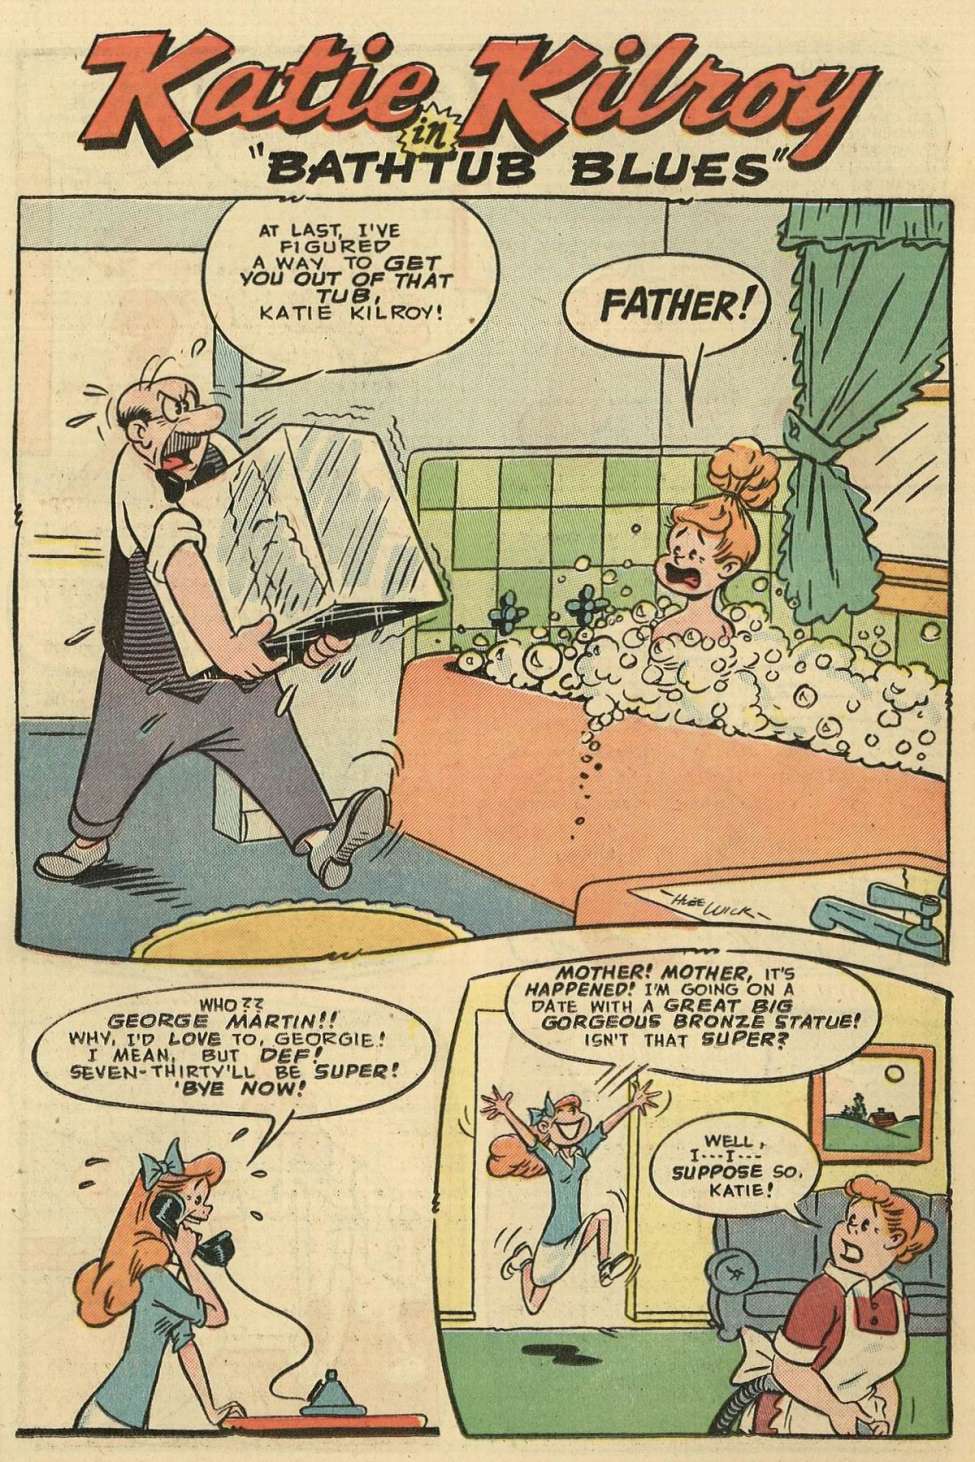 Katie Kilroy
in
"BATHTUB BLUES"
AT LAST, I'VE
FIGURED
A WAY TO GET
YOU OUT OF THAT
TUB,
KATIE KILROY!
FATHER!
WHO??
GEORGE MARTIN!!
WHY, I'D LOVE TO, GEORGIE!
I MEAN, BUT DEF!
SEVEN-THIRTY'LL BE SUPER!
'BYE NOW!
MOTHER! MOTHER, IT'S
HAPPENED! I'M GOING ON A
DATE WITH A GREAT BIG
GORGEOUS BRONZE STATUE!
ISN'T THAT SUPER?
WELL,
I---I---
SUPPOSE SO,
KATIE!